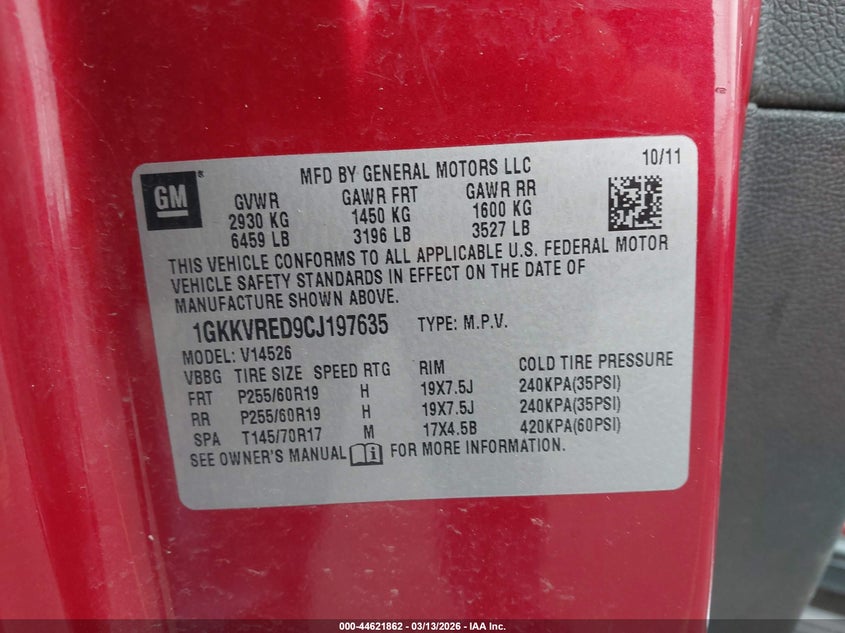 GM ® MFD BY GENERAL MOTORS LLC 10/11
GVWR GAWR FRT GAWR RR
2930 KG 1450 KG 1600 KG
6459 LB 3196 LB 3527 LB
THIS VEHICLE CONFORMS TO ALL APPLICABLE U.S. FEDERAL MOTOR
VEHICLE SAFETY STANDARDS IN EFFECT ON THE DATE OF
MANUFACTURE SHOWN ABOVE.
1GKKVRED9CJ197635 TYPE: M.P.V.
MODEL: V14526
VBBG TIRE SIZE SPEED RTG RIM COLD TIRE PRESSURE
FRT P255/60R19 H 19X7.5J 240KPA(35PSI)
RR P255/60R19 H 19X7.5J 240KPA(35PSI)
SPA T145/70R17 M 17X4.5B 420KPA(60PSI)
SEE OWNER'S MANUAL i FOR MORE INFORMATION.
000-44621862 - 03/13/2026 - IAA Inc.